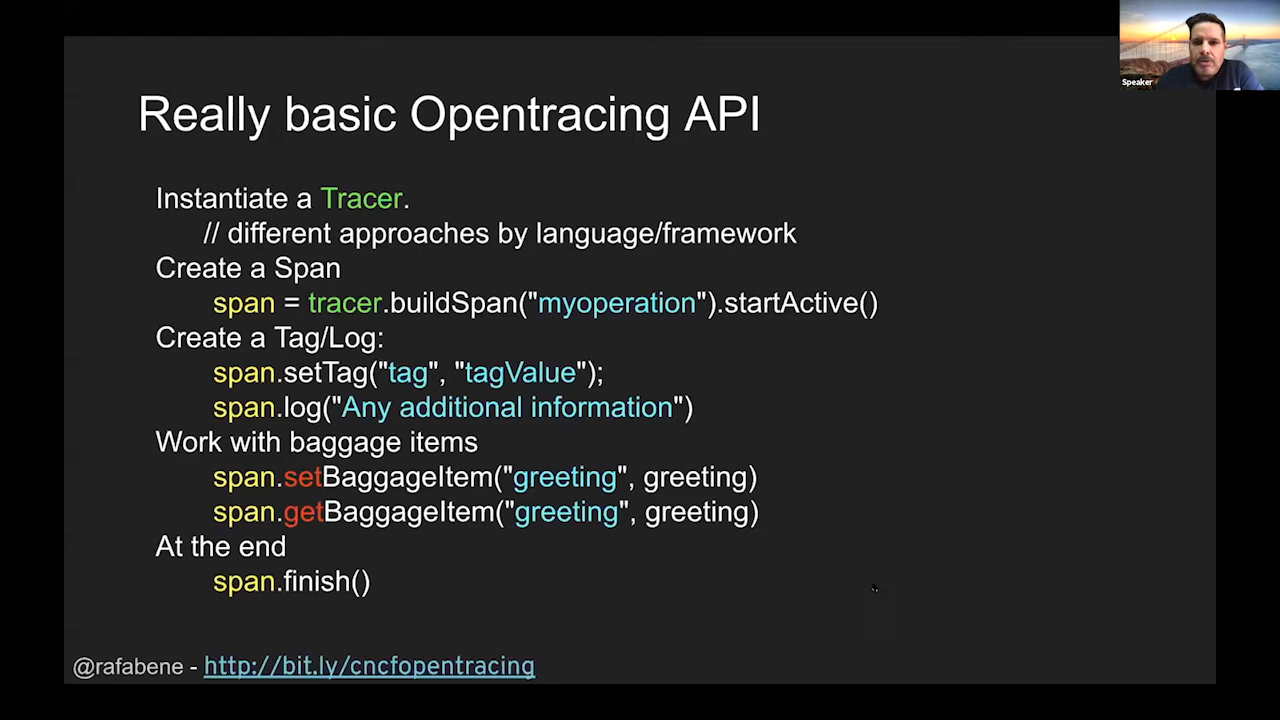 Speaker
Really basic Opentracing API
Instantiate a Tracer.
// different approaches by language/framework
Create a Span
span = tracer.buildSpan("myoperation").startActive()
Create a Tag/Log:
span.setTag("tag", "tagValue");
span.log("Any additional information")
Work with baggage items
span.setBaggageItem("greeting", greeting)
span.getBaggageItem("greeting", greeting)
At the end
span.finish()
@rafabene - http://bit.ly/cncfopentracing